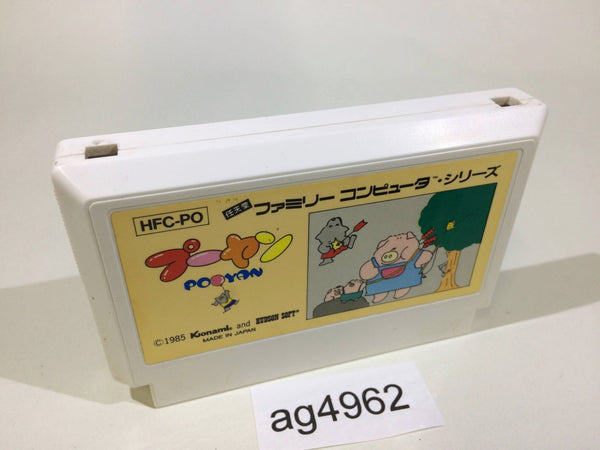 HFC-PO
任天堂 ファミリー コンピュータ™・シリーズ
プーヤン
POOYAN
©1985 Konami and HUDSON SOFT™
MADE IN JAPAN
ag4962